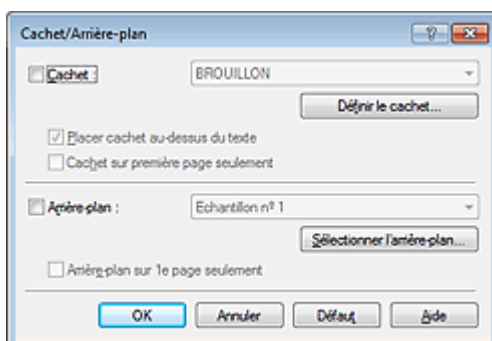 Cachet/Arrière-plan
Cachet : BROUILLON
Définir le cachet...
Placer cachet au-dessus du texte
Cachet sur première page seulement
Arrière-plan : Echantillon nº 1
Sélectionner l'arrière-plan...
Arrière-plan sur 1e page seulement
OK Annuler Défaut Aide